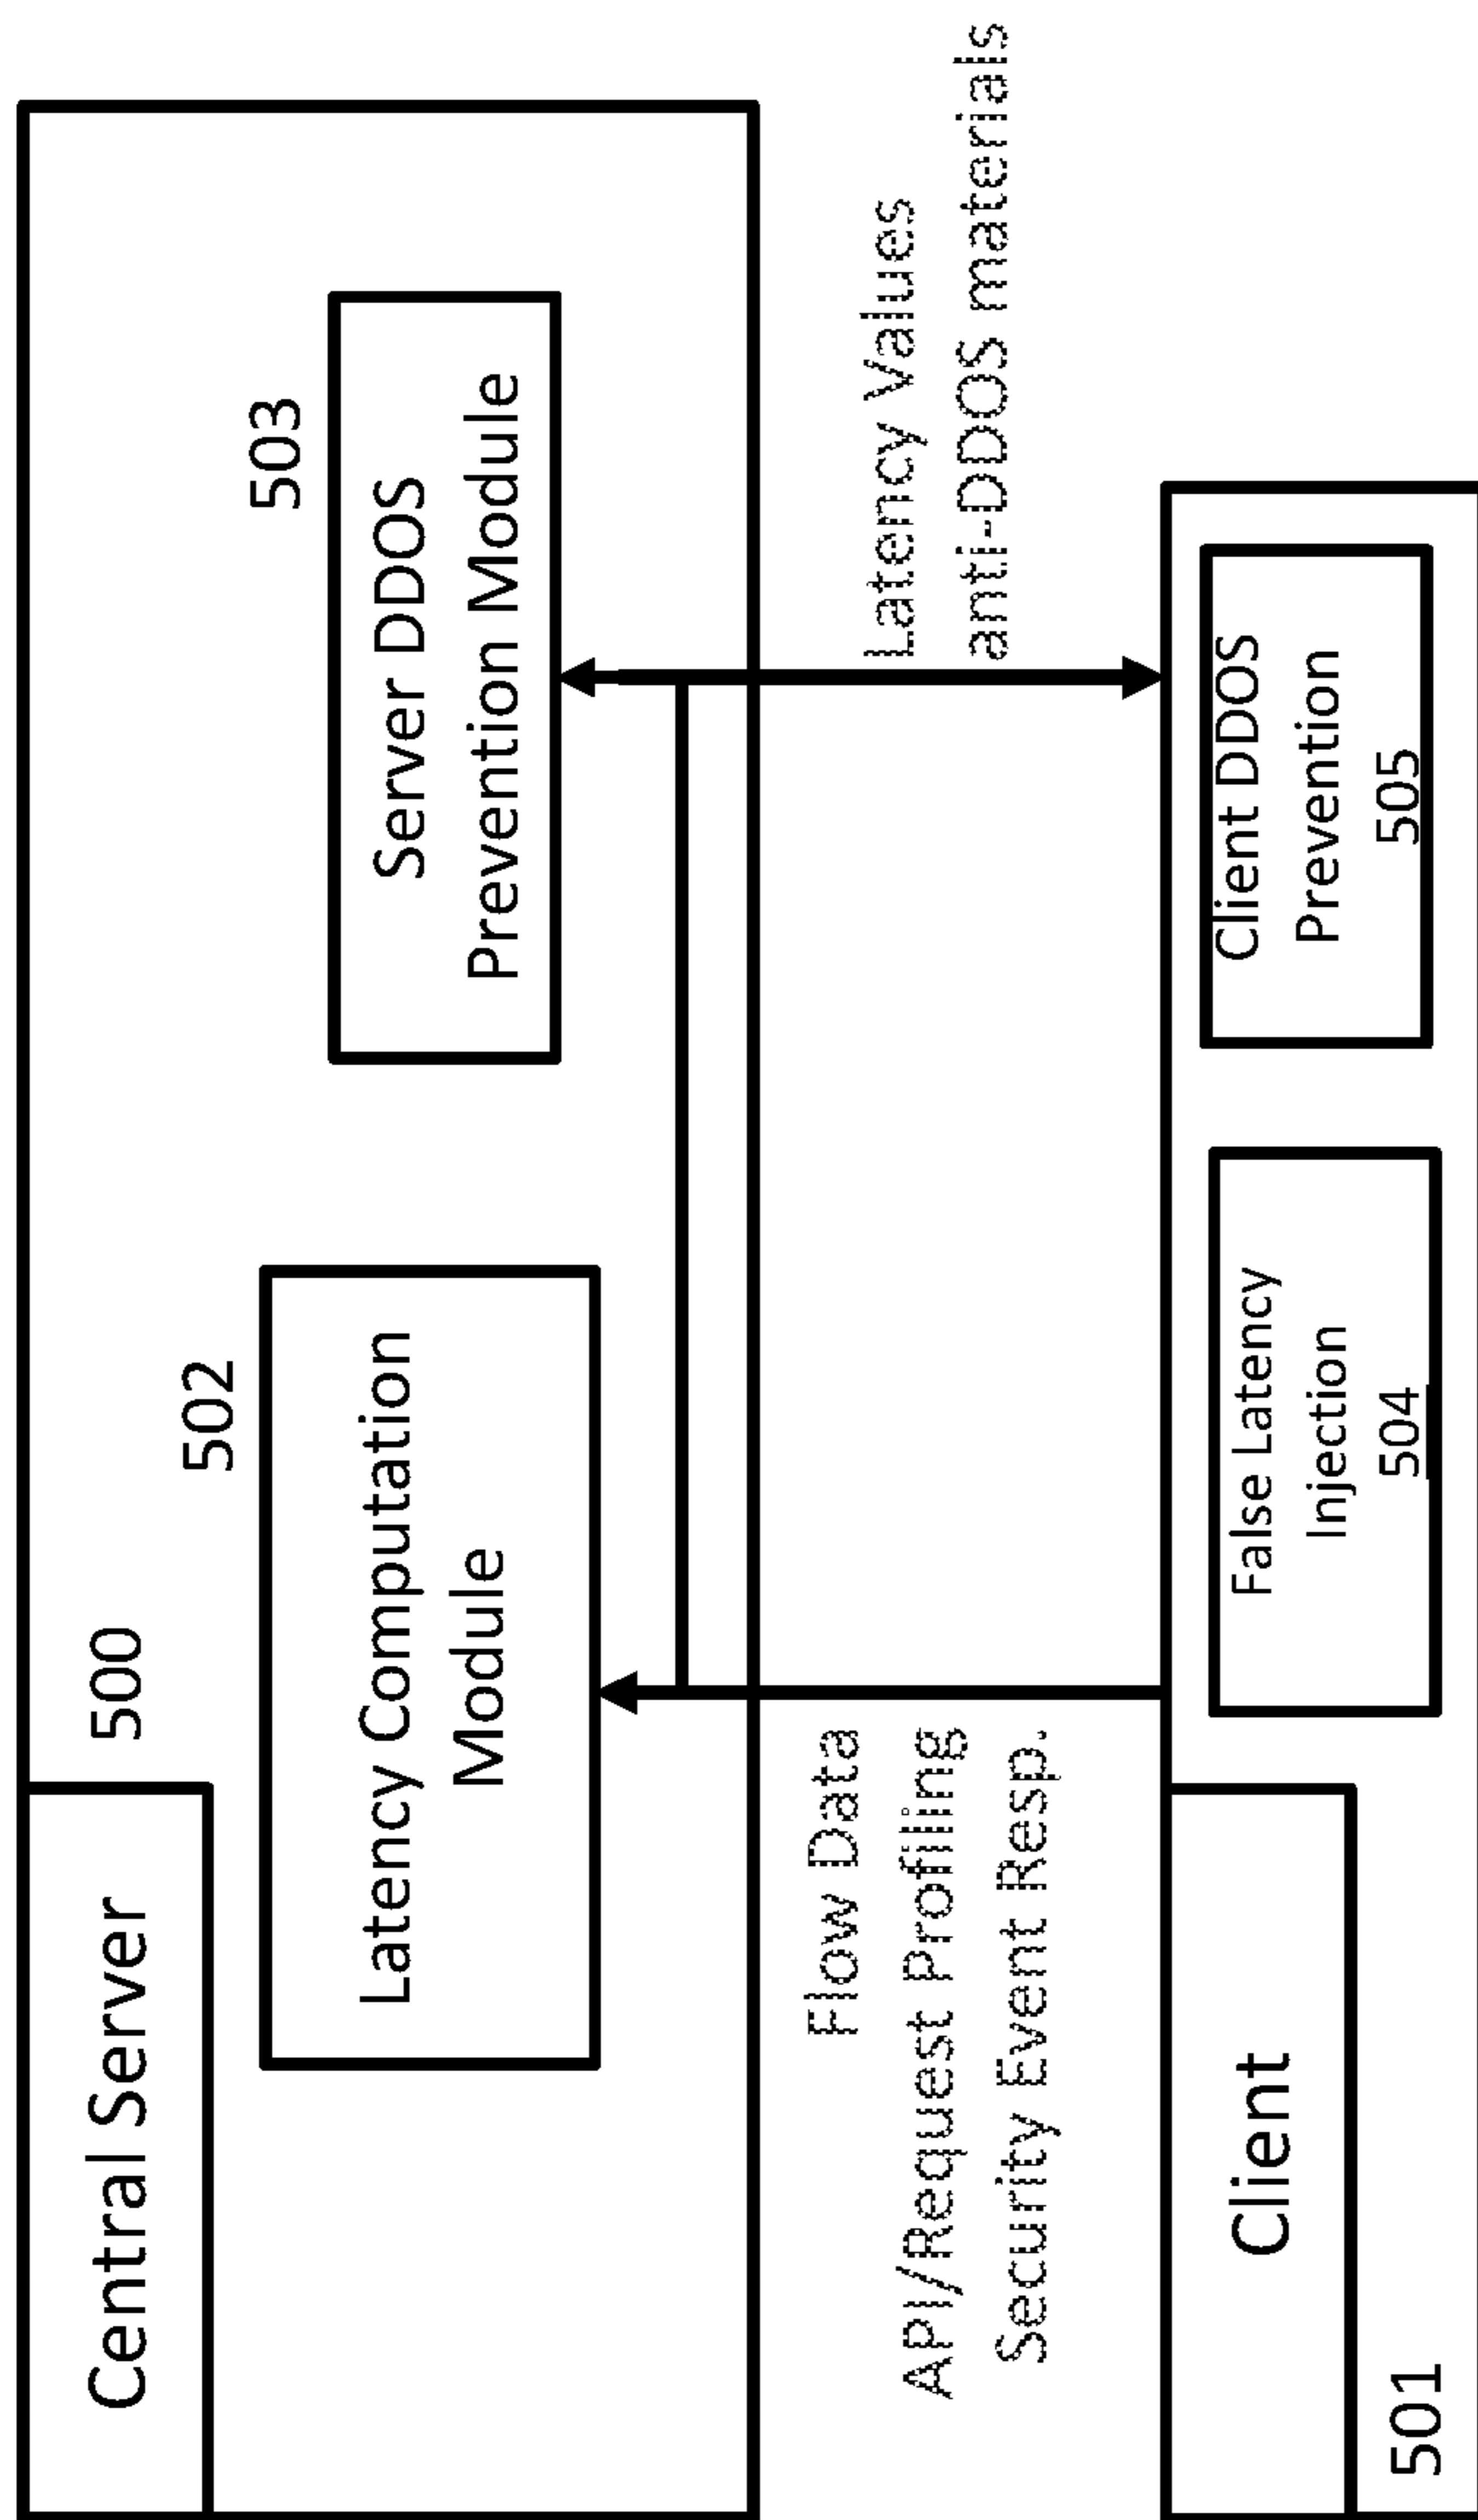 Central Server
500
502
Latency Computation
Module
503
Server DDOS
Prevention Module
Flow Data
API/Request Profiling
Security Event Resp.
Latency Values
anti-DDOS materials
Client
501
False Latency
Injection
504
Client DDOS
Prevention
505